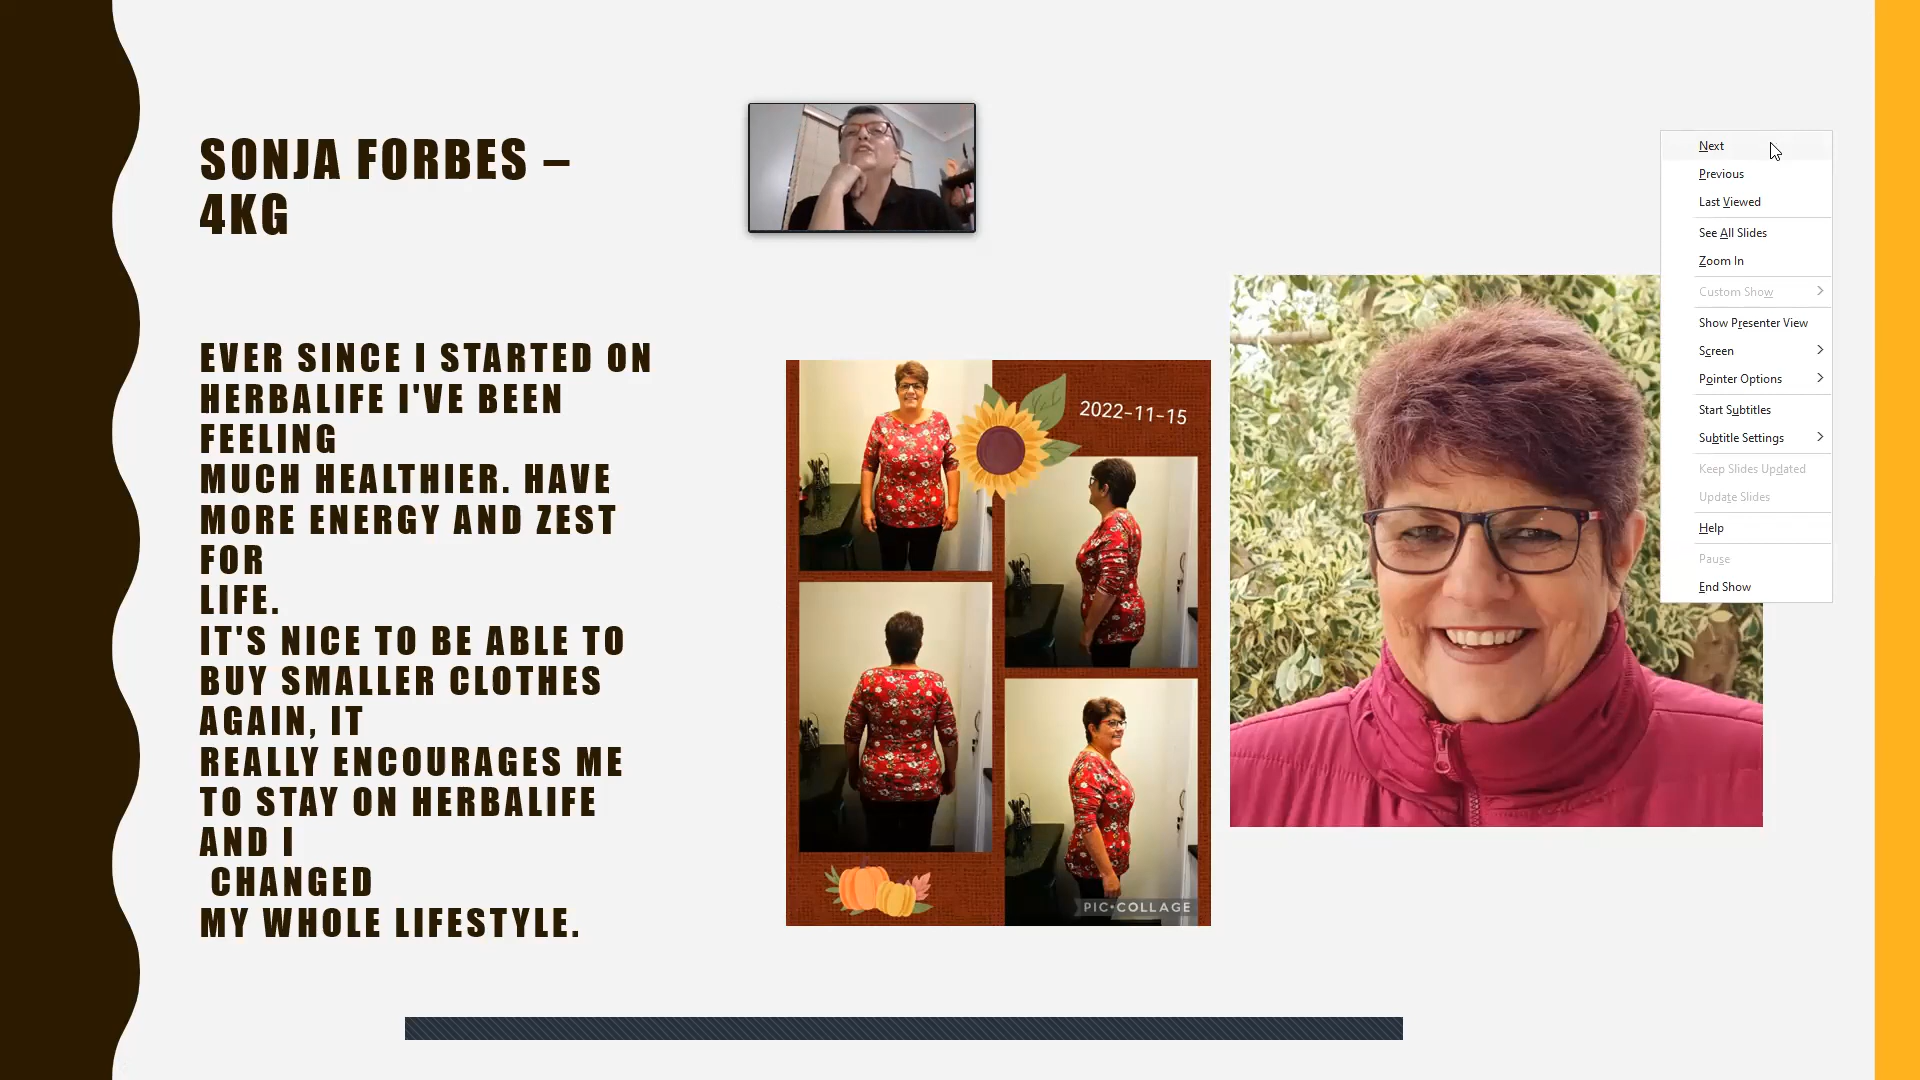 SONJA FORBES –
4KG
EVER SINCE I STARTED ON
HERBALIFE I'VE BEEN
FEELING
MUCH HEALTHIER. HAVE
MORE ENERGY AND ZEST
FOR
LIFE.
IT'S NICE TO BE ABLE TO
BUY SMALLER CLOTHES
AGAIN, IT
REALLY ENCOURAGES ME
TO STAY ON HERBALIFE
AND I
CHANGED
MY WHOLE LIFESTYLE.
2022-11-15
PIC•COLLAGE
Next
Previous
Last Viewed
See All Slides
Zoom In
Custom Show
Show Presenter View
Screen
Pointer Options
Start Subtitles
Subtitle Settings
Keep Slides Updated
Update Slides
Help
Pause
End Show